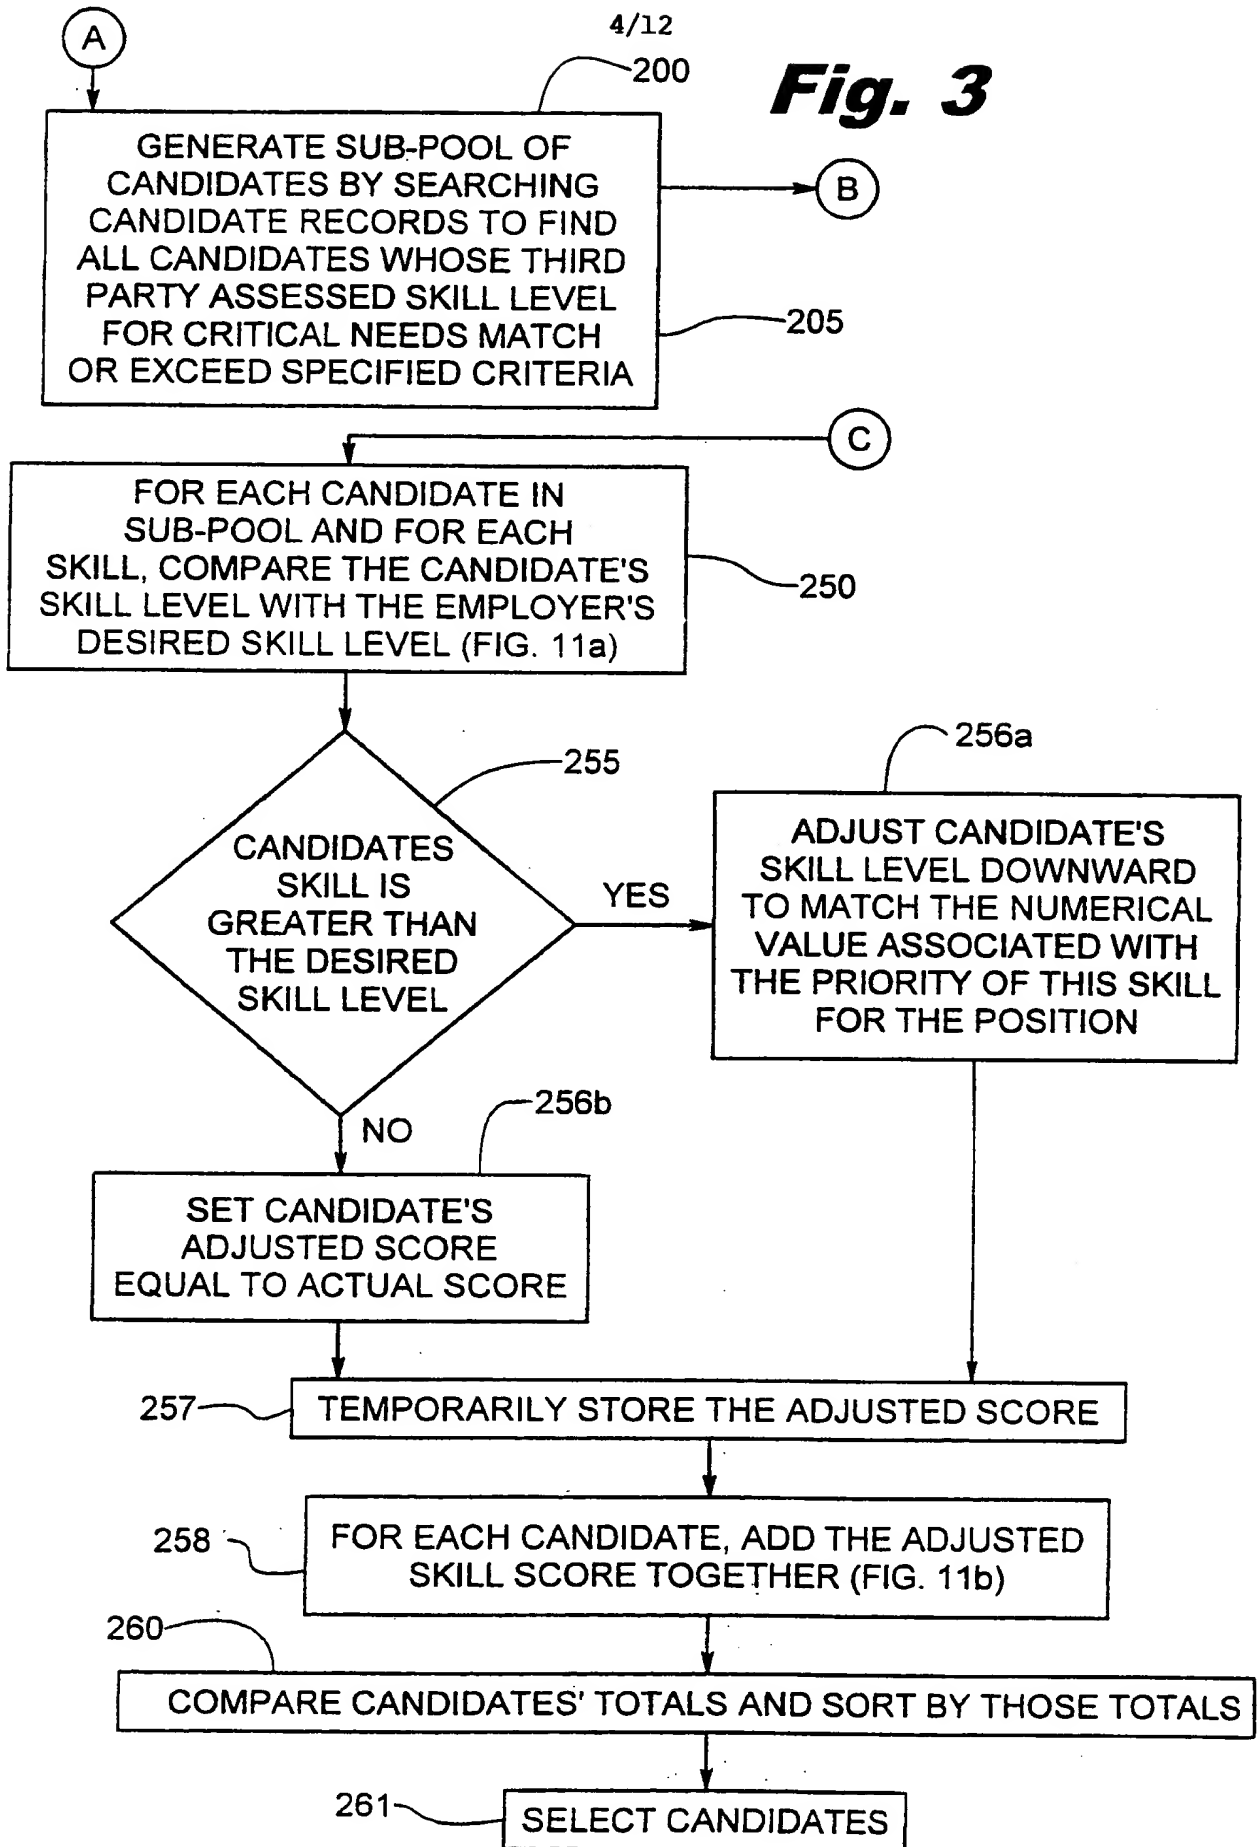 4/12
A
200
Fig. 3
GENERATE SUB-POOL OF
CANDIDATES BY SEARCHING
CANDIDATE RECORDS TO FIND
ALL CANDIDATES WHOSE THIRD
PARTY ASSESSED SKILL LEVEL
FOR CRITICAL NEEDS MATCH
OR EXCEED SPECIFIED CRITERIA
B
205
C
FOR EACH CANDIDATE IN
SUB-POOL AND FOR EACH
SKILL, COMPARE THE CANDIDATE'S
SKILL LEVEL WITH THE EMPLOYER'S
DESIRED SKILL LEVEL (FIG. 11a)
250
255
CANDIDATES
SKILL IS
GREATER THAN
THE DESIRED
SKILL LEVEL
YES
256a
ADJUST CANDIDATE'S
SKILL LEVEL DOWNWARD
TO MATCH THE NUMERICAL
VALUE ASSOCIATED WITH
THE PRIORITY OF THIS SKILL
FOR THE POSITION
NO
256b
SET CANDIDATE'S
ADJUSTED SCORE
EQUAL TO ACTUAL SCORE
257
TEMPORARILY STORE THE ADJUSTED SCORE
258
FOR EACH CANDIDATE, ADD THE ADJUSTED
SKILL SCORE TOGETHER (FIG. 11b)
260
COMPARE CANDIDATES' TOTALS AND SORT BY THOSE TOTALS
261
SELECT CANDIDATES